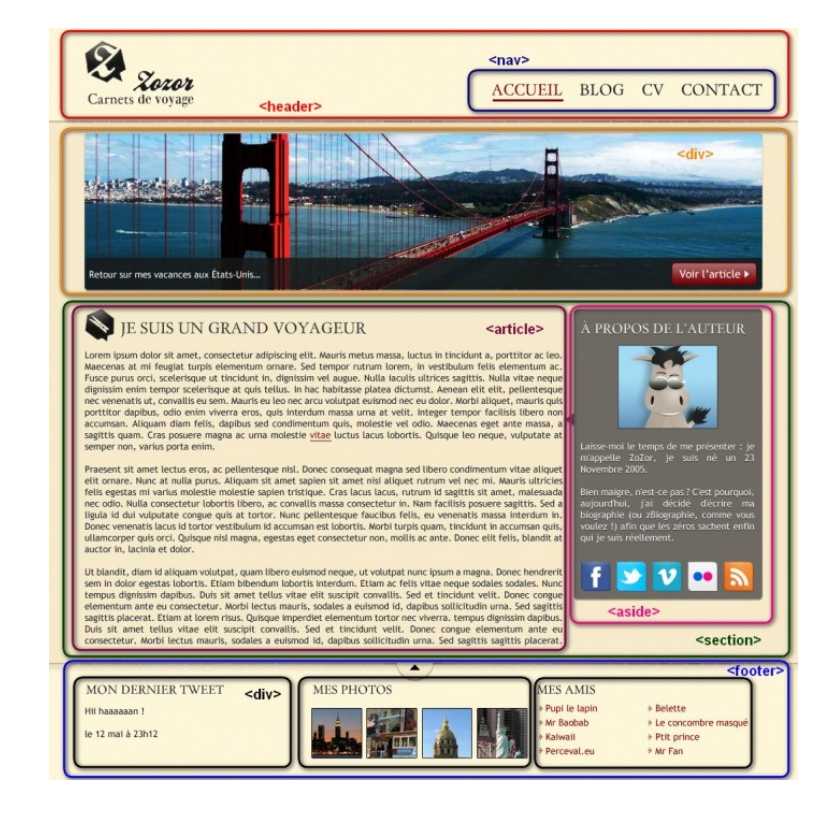 <nav>
Zozor
Carnets de voyage
<header>
ACCUEIL BLOG CV CONTACT
<div>
Retour sur mes vacances aux États-Unis...
Voir l'article
JE SUIS UN GRAND VOYAGEUR
<article>
Lorem ipsum dolor sit amet, consectetur adipiscing elit. Mauris metus massa, luctus in tincidunt a, porttitor ac leo.
Maecenas at mi feugiat turpis elementum ornare. Sed tempor rutrum lorem, in vestibulum felis elementum ac.
Fusce purus orci, scelerisque ut tincidunt in, dignissim vel augue. Nulla iaculis ultrices sagittis. Nulla vitae neque
dignissim enim tempor scelerisque at quis tellus. In hac habitasse platea dictumst. Aenean elit elit, pellentesque
nec venenatis ut, convallis eu sem. Mauris eu leo nec arcu volutpat euismod nec eu dolor. Morbi aliquet, mauris quis
porttitor dapibus, odio enim viverra eros, quis interdum massa urna at velit. Integer tempor facilisis libero non
accumsan. Aliquam diam felis, dapibus sed condimentum quis, molestie vel odio. Maecenas eget ante massa, a
sagittis quam. Cras posuere magna ac urna molestie vitae luctus lacus lobortis. Quisque leo neque, vulputate at
semper non, varius porta enim.
Praesent sit amet lectus eros, ac pellentesque nisl. Donec consequat magna sed libero condimentum vitae aliquet
elit ornare. Nunc at nulla purus. Aliquam sit amet sapien sit amet nisi aliquet rutrum vel nec mi. Mauris ultricies
felis egestas mi varius molestie molestie sapien tristique. Cras lacus lacus, rutrum id sagittis sit amet, malesuada
nec odio. Nulla consectetur lobortis libero, ac convallis massa consectetur in. Nam facilisis posuere sagittis. Sed a
ligula id dui vulputate congue quis at tortor. Nunc pellentesque faucibus felis, eu venenatis massa interdum in.
Donec venenatis lacus id tortor vestibulum id accumsan est lobortis. Morbi turpis quam, tincidunt in accumsan quis,
ullamcorper quis orci. Quisque nisl magna, egestas eget consectetur non, mollis ac ante. Donec elit felis, blandit at
auctor in, lacinia et dolor.
Ut blandit, diam id aliquam volutpat, quam libero euismod neque, ut volutpat nunc ipsum a magna. Donec hendrerit
sem in dolor egestas lobortis. Etiam bibendum lobortis interdum. Etiam ac felis vitae neque sodales sodales. Nunc
tempus dignissim dapibus. Duis sit amet tellus vitae elit suscipit convallis. Sed et tincidunt velit. Donec congue
elementum ante eu consectetur. Morbi lectus mauris, sodales a euismod id, dapibus sollicitudin urna. Sed sagittis
sagittis placerat. Etiam at lorem risus. Quisque imperdiet elementum tortor nec viverra. tempus dignissim dapibus.
Duis sit amet tellus vitae elit suscipit convallis. Sed et tincidunt velit. Donec congue elementum ante eu
consectetur. Morbi lectus mauris, sodales a euismod id, dapibus sollicitudin urna. Sed sagittis sagittis placerat.
À PROPOS DE L'AUTEUR
Laisse-moi le temps de me présenter : je
m'appelle ZoZor, je suis né un 23
Novembre 2005.
Bien maigre, n'est-ce pas ? C'est pourquoi,
aujourd'hui, j'ai décidé d'écrire ma
biographie (ou zBiographie, comme vous
voulez !) afin que les zéros sachent enfin
qui je suis réellement.
<aside>
<section>
<footer>
MON DERNIER TWEET
<div>
Hii haaaaaan !
le 12 mai à 23h12
MES PHOTOS
MES AMIS
Pupi le lapin
Mr Baobab
Kaiwaii
Perceval.eu
Belette
Le concombre masqué
Ptit prince
Mr Fan